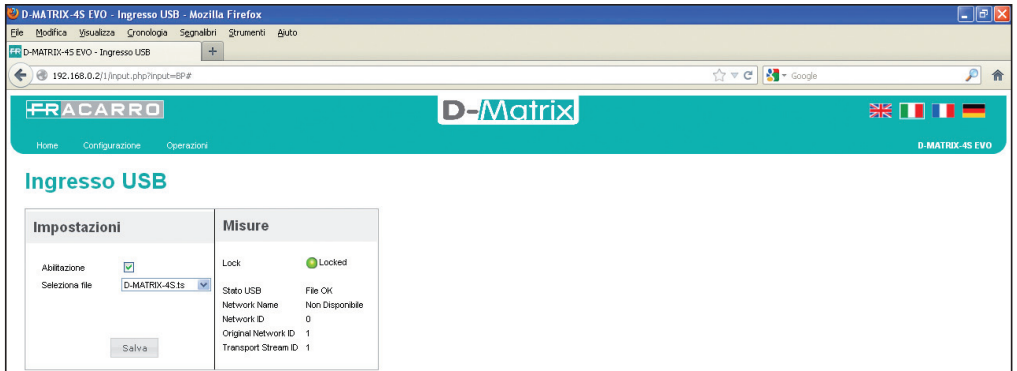 D-MATRIX-4S EVO - Ingresso USB - Mozilla Firefox
File Modifica Visualizza Cronologia Segnalibri Strumenti Aiuto
FR D-MATRIX-4S EVO - Ingresso USB +
192.168.0.2/1/input.php?input=BP# Google
FRACARRO D-Matrix
Home Configurazione Operazioni D-MATRIX-4S EVO
Ingresso USB
Impostazioni
Abilitazione
Seleziona file D-MATRIX-4S.ts
Salva
Misure
Lock Locked
Stato USB File OK
Network Name Non Disponibile
Network ID 0
Original Network ID 1
Transport Stream ID 1